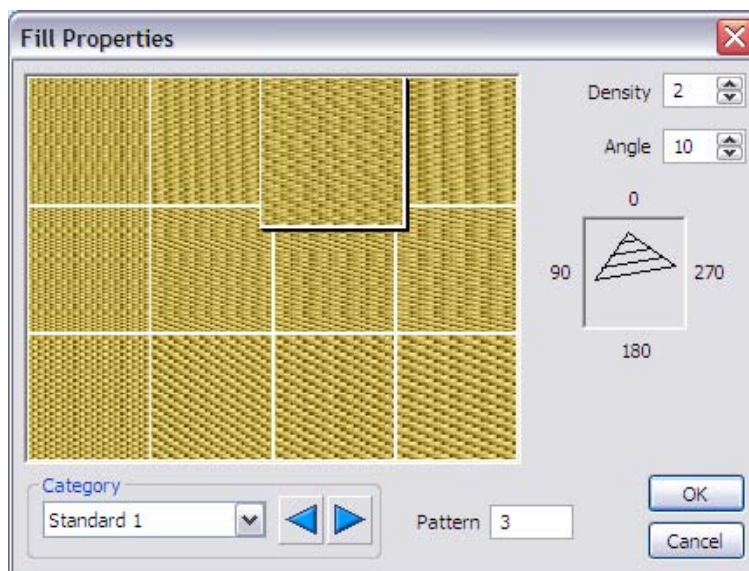 Fill Properties
Density 2
Angle 10
0
90
270
180
Category
Standard 1
Pattern 3
OK
Cancel